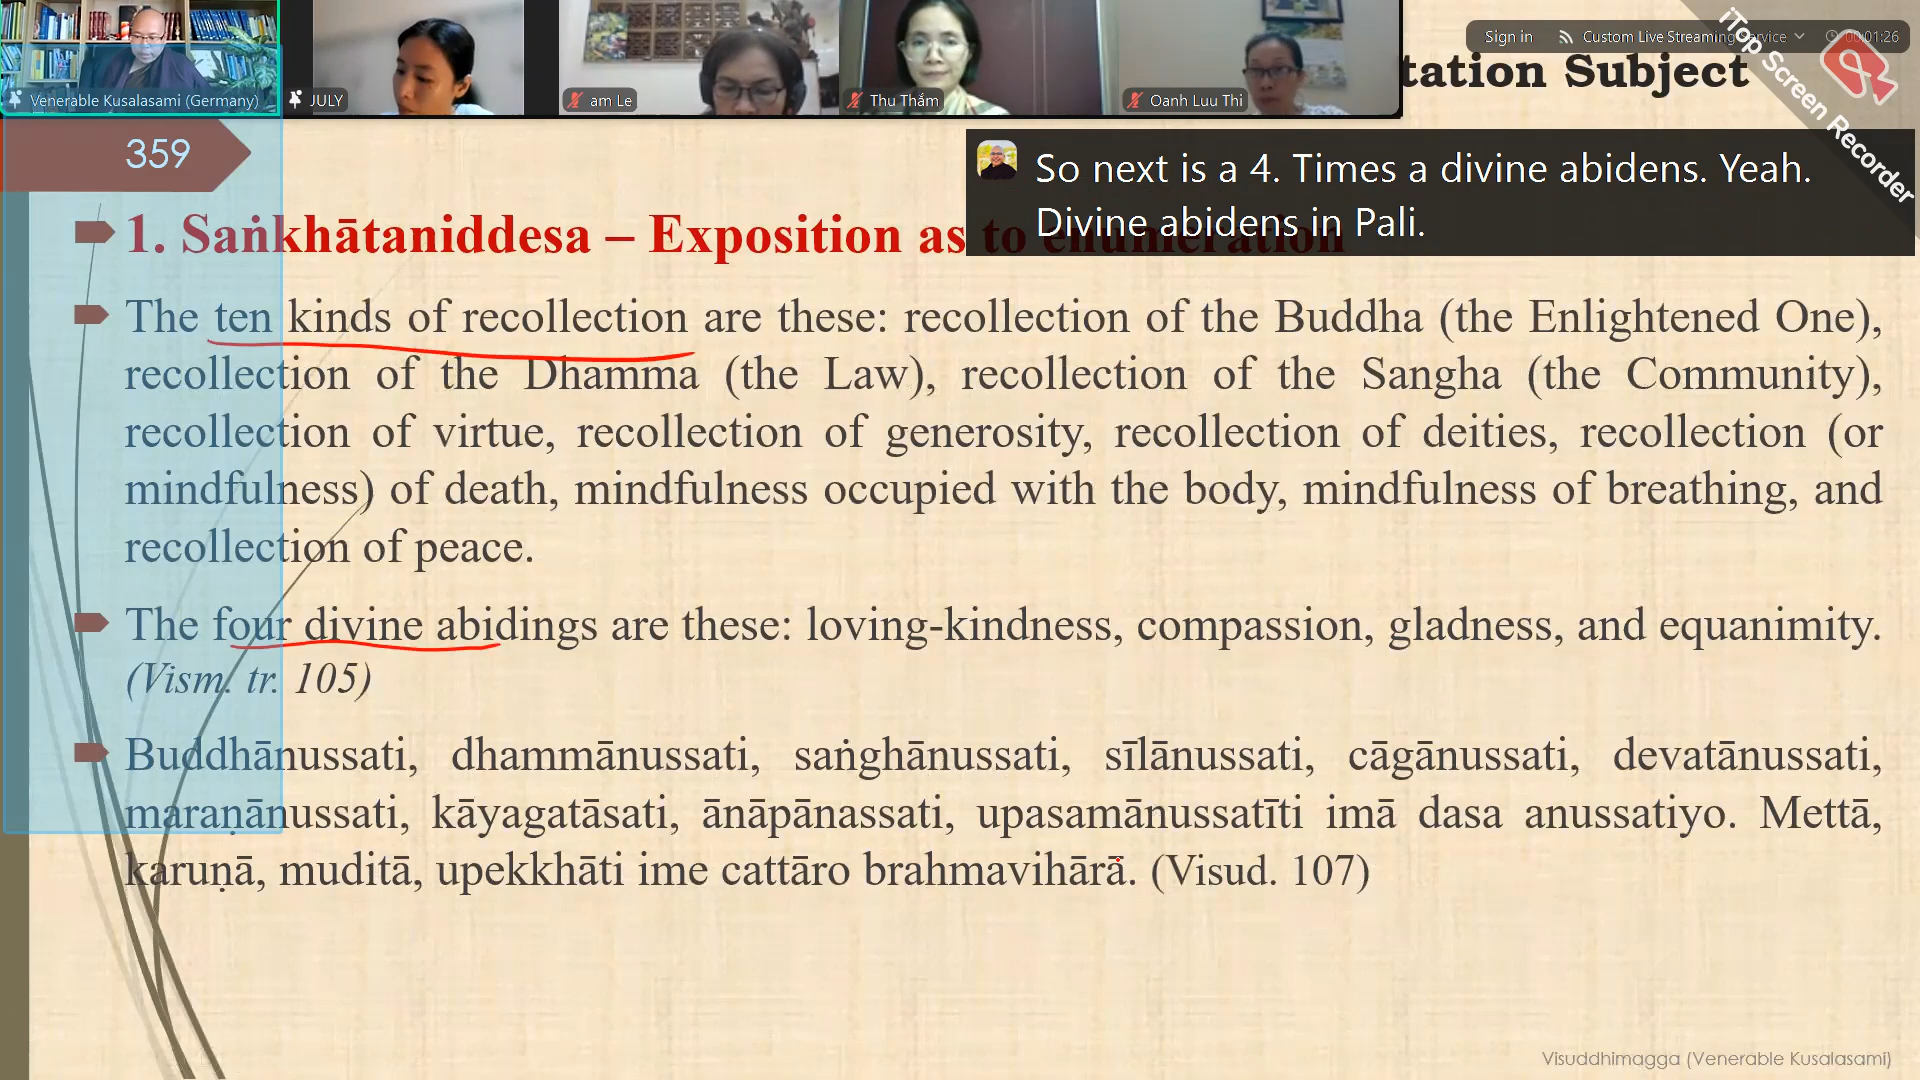 Venerable Kusalasami (Germany)
JULY
am Le
Thu Thắm
Oanh Luu Thi
Sign in
Custom Live Streaming Service
00:01:26
iTop Screen Recorder
tation Subject
359
So next is a 4. Times a divine abidens. Yeah.
Divine abidens in Pali.
1. Saṅkhātaniddesa – Exposition as to enumeration
The ten kinds of recollection are these: recollection of the Buddha (the Enlightened One),
recollection of the Dhamma (the Law), recollection of the Sangha (the Community),
recollection of virtue, recollection of generosity, recollection of deities, recollection (or
mindfulness) of death, mindfulness occupied with the body, mindfulness of breathing, and
recollection of peace.
The four divine abidings are these: loving-kindness, compassion, gladness, and equanimity.
(Vism. tr. 105)
Buddhānussati, dhammānussati, saṅghānussati, sīlānussati, cāgānussati, devatānussati,
maraṇānussati, kāyagatāsati, ānāpānassati, upasamānussatīti imā dasa anussatiyo. Mettā,
karuṇā, muditā, upekkhāti ime cattāro brahmavihārā. (Visud. 107)
Visuddhimagga (Venerable Kusalasami)